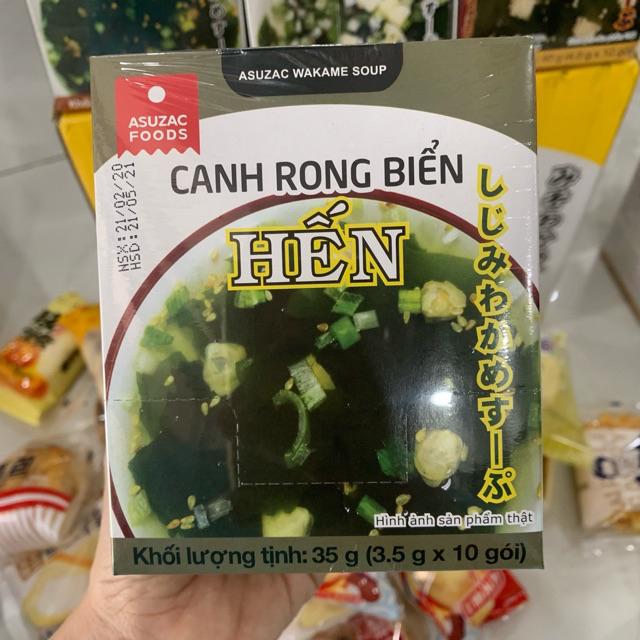 ASUZAC WAKAME SOUP
ASUZAC
FOODS
NSX: 21/02/20
HSD: 21/05/21
CANH RONG BIỂN
HẾN
しじみわかめすーぷ
Hình ảnh sản phẩm thật
Khối lượng tịnh: 35 g (3.5 g x 10 gói)